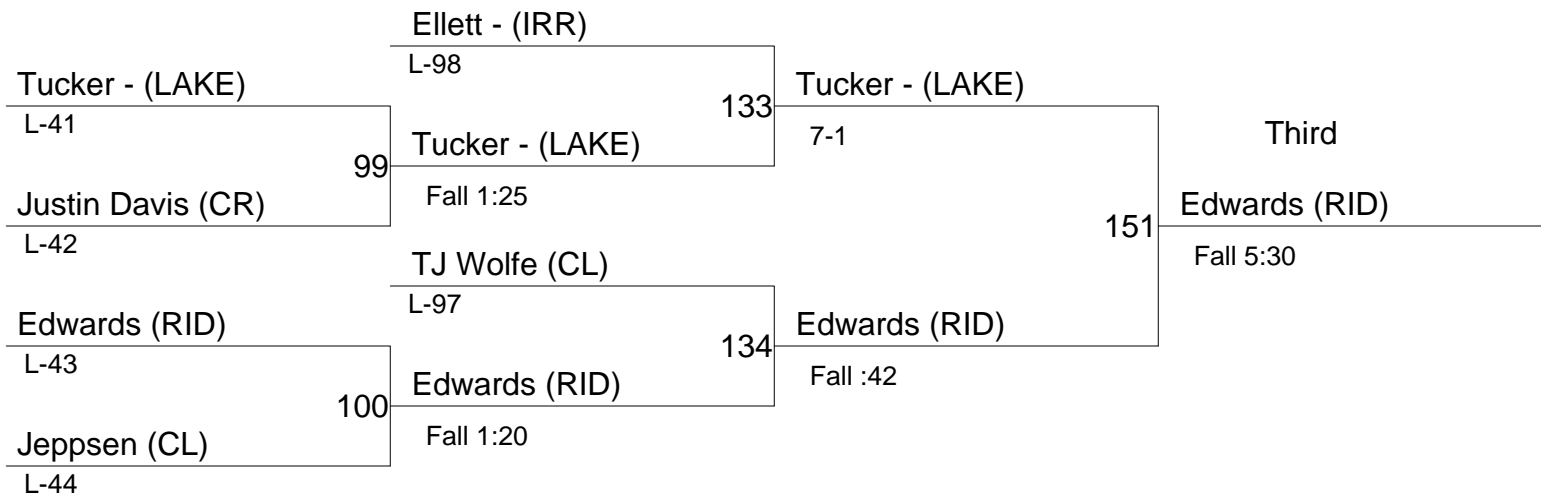 Ellett - (IRR)
L-98
Tucker - (LAKE)
L-41
133
Tucker - (LAKE)
7-1
Third
99
Tucker - (LAKE)
Fall 1:25
Justin Davis (CR)
L-42
151
Edwards (RID)
Fall 5:30
TJ Wolfe (CL)
L-97
Edwards (RID)
L-43
134
Edwards (RID)
Fall :42
100
Edwards (RID)
Fall 1:20
Jeppsen (CL)
L-44